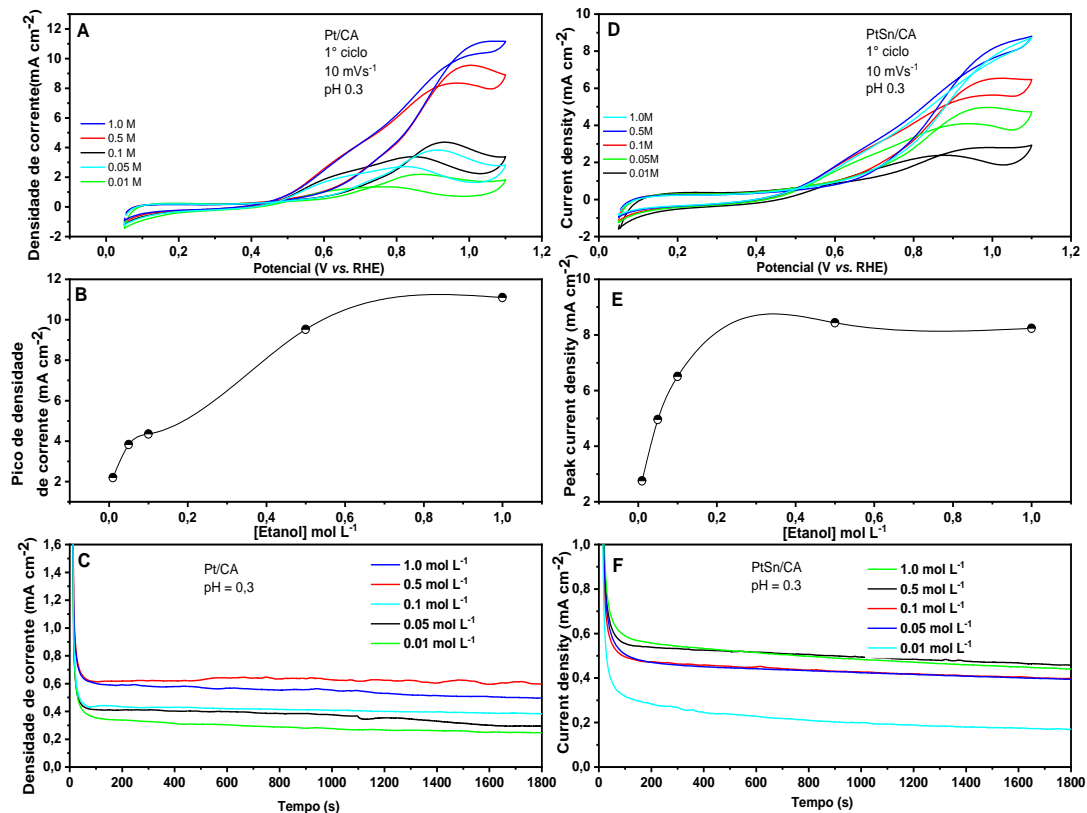 A
Pt/CA
1° ciclo
10 mVs-1
pH 0.3
1.0 M
0.5 M
0.1 M
0.05 M
0.01 M
Densidade de corrente(mA cm-2)
12
10
8
6
4
2
0
-2
0,0
0,2
0,4
0,6
0,8
1,0
1,2
Potencial (V vs. RHE)
D
PtSn/CA
1° ciclo
10 mVs-1
pH 0.3
1.0M
0.5M
0.1M
0.05M
0.01M
Current density (mA cm-2)
10
8
6
4
2
0
-2
0,0
0,2
0,4
0,6
0,8
1,0
1,2
Potencial (V vs. RHE)
B
Pico de densidade
de corrente (mA cm-2)
12
10
8
6
4
2
0,0
0,2
0,4
0,6
0,8
1,0
[Etanol] mol L-1
E
Peak current density (mA cm-2)
10
8
6
4
2
0,0
0,2
0,4
0,6
0,8
1,0
[Etanol] mol L-1
C
Pt/CA
pH = 0,3
1.0 mol L-1
0.5 mol L-1
0.1 mol L-1
0.05 mol L-1
0.01 mol L-1
Densidade de corrente (mA cm-2)
1,6
1,4
1,2
1,0
0,8
0,6
0,4
0,2
0,0
0
200
400
600
800
1000
1200
1400
1600
1800
Tempo (s)
F
PtSn/CA
pH = 0.3
1.0 mol L-1
0.5 mol L-1
0.1 mol L-1
0.05 mol L-1
0.01 mol L-1
Current density (mA cm-2)
1,0
0,8
0,6
0,4
0,2
0,0
0
200
400
600
800
1000
1200
1400
1600
1800
Tempo (s)